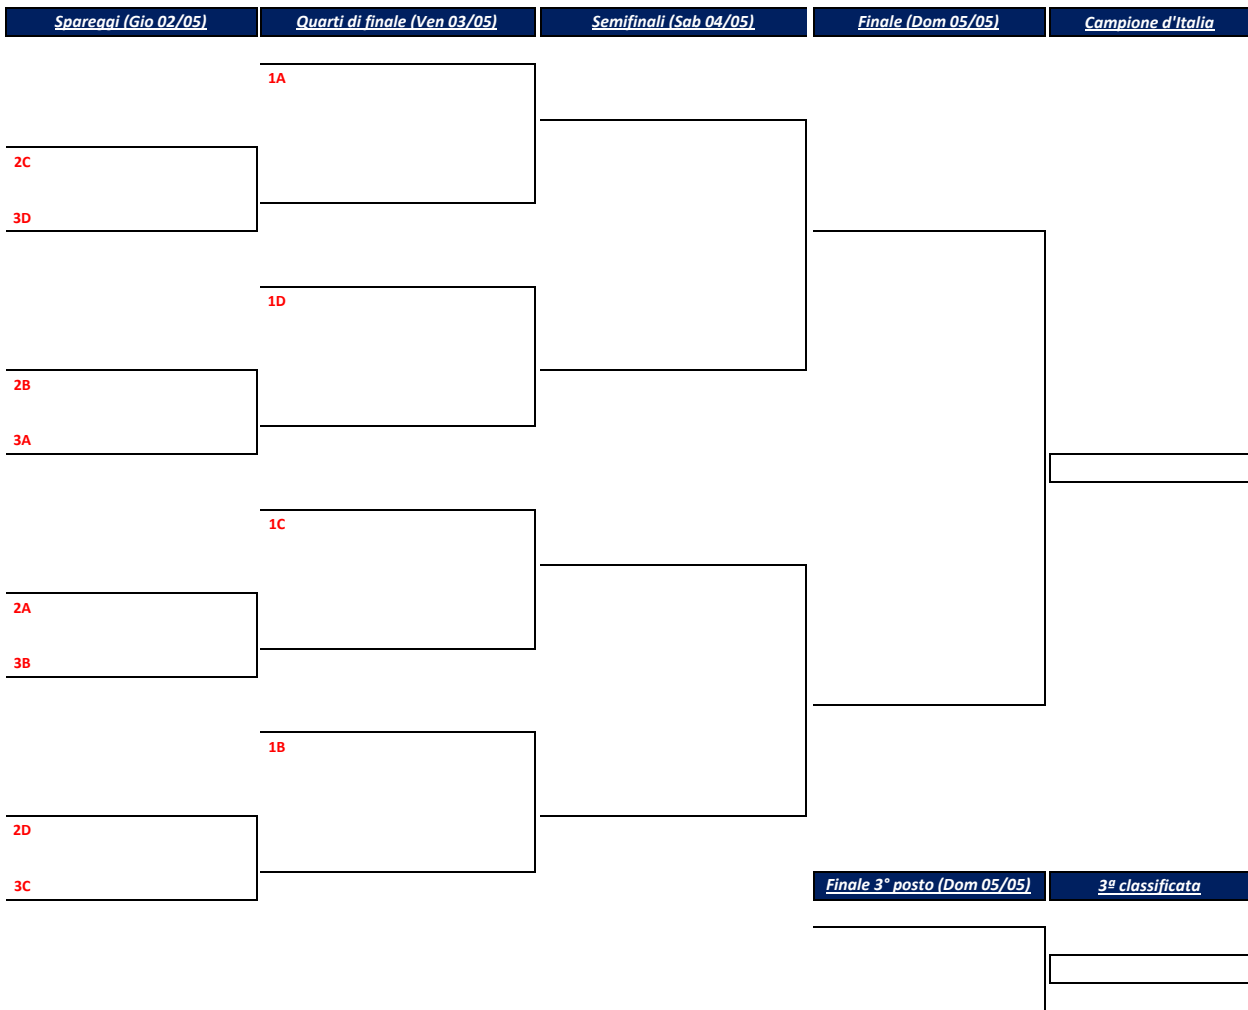 Spareggi (Gio 02/05)
Quarti di finale (Ven 03/05)
Semifinali (Sab 04/05)
Finale (Dom 05/05)
Campione d'Italia
1A
2C
3D
1D
2B
3A
1C
2A
3B
1B
2D
3C
Finale 3° posto (Dom 05/05)
3ª classificata